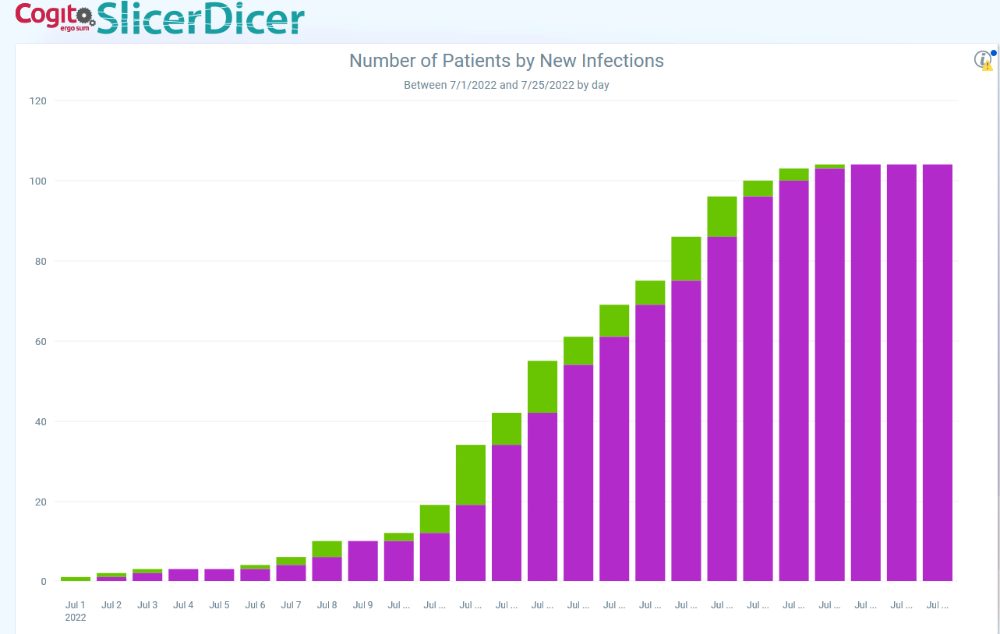 Cogito
ergo sum
SlicerDicer
Number of Patients by New Infections
Between 7/1/2022 and 7/25/2022 by day
120
100
80
60
40
20
0
Jul 1 Jul 2 Jul 3 Jul 4 Jul 5 Jul 6 Jul 7 Jul 8 Jul 9 Jul ... Jul ... Jul ... Jul ... Jul ... Jul ... Jul ... Jul ... Jul ... Jul ... Jul ... Jul ... Jul ... Jul ... Jul ... Jul ...
2022